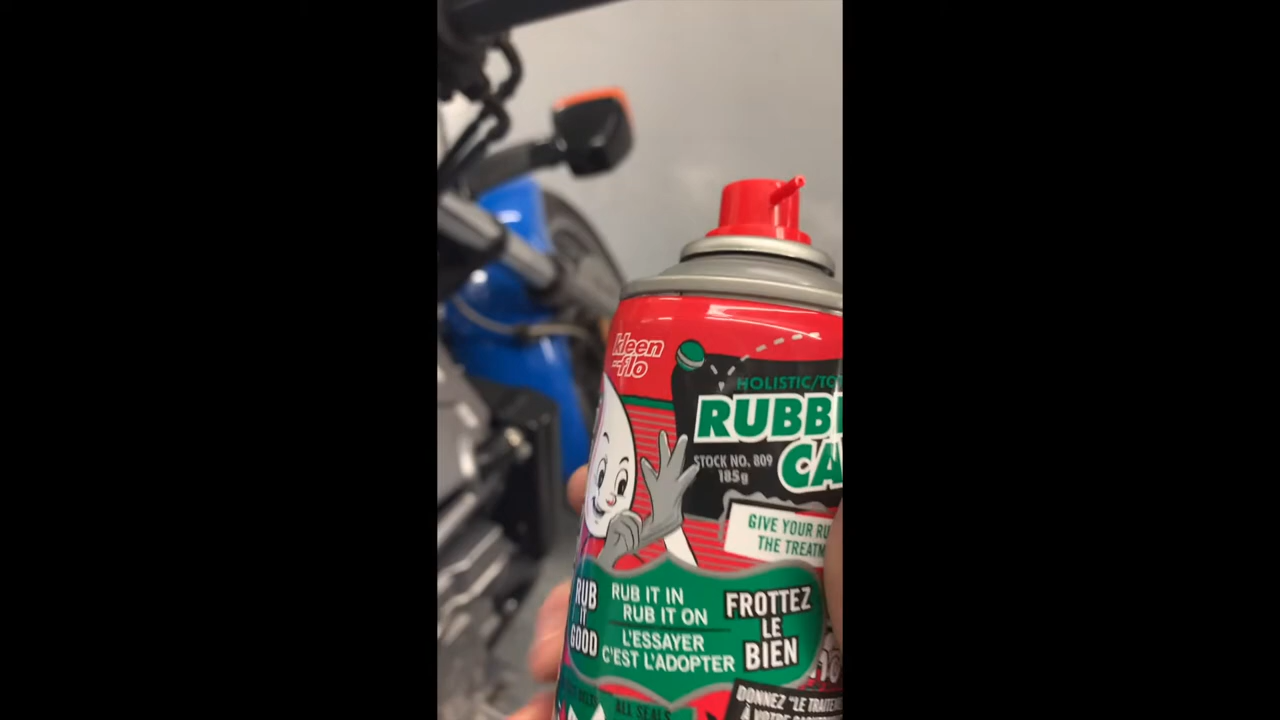 kleen
flo
HOLISTIC/TO
RUBB
CA
STOCK NO. 809
185g
GIVE YOUR RU
THE TREATM
RUB
IT
GOOD
RUB IT IN
RUB IT ON
L'ESSAYER
C'EST L'ADOPTER
FROTTEZ
LE
BIEN
DONNEZ "LE TRAITE
ALL SEALS